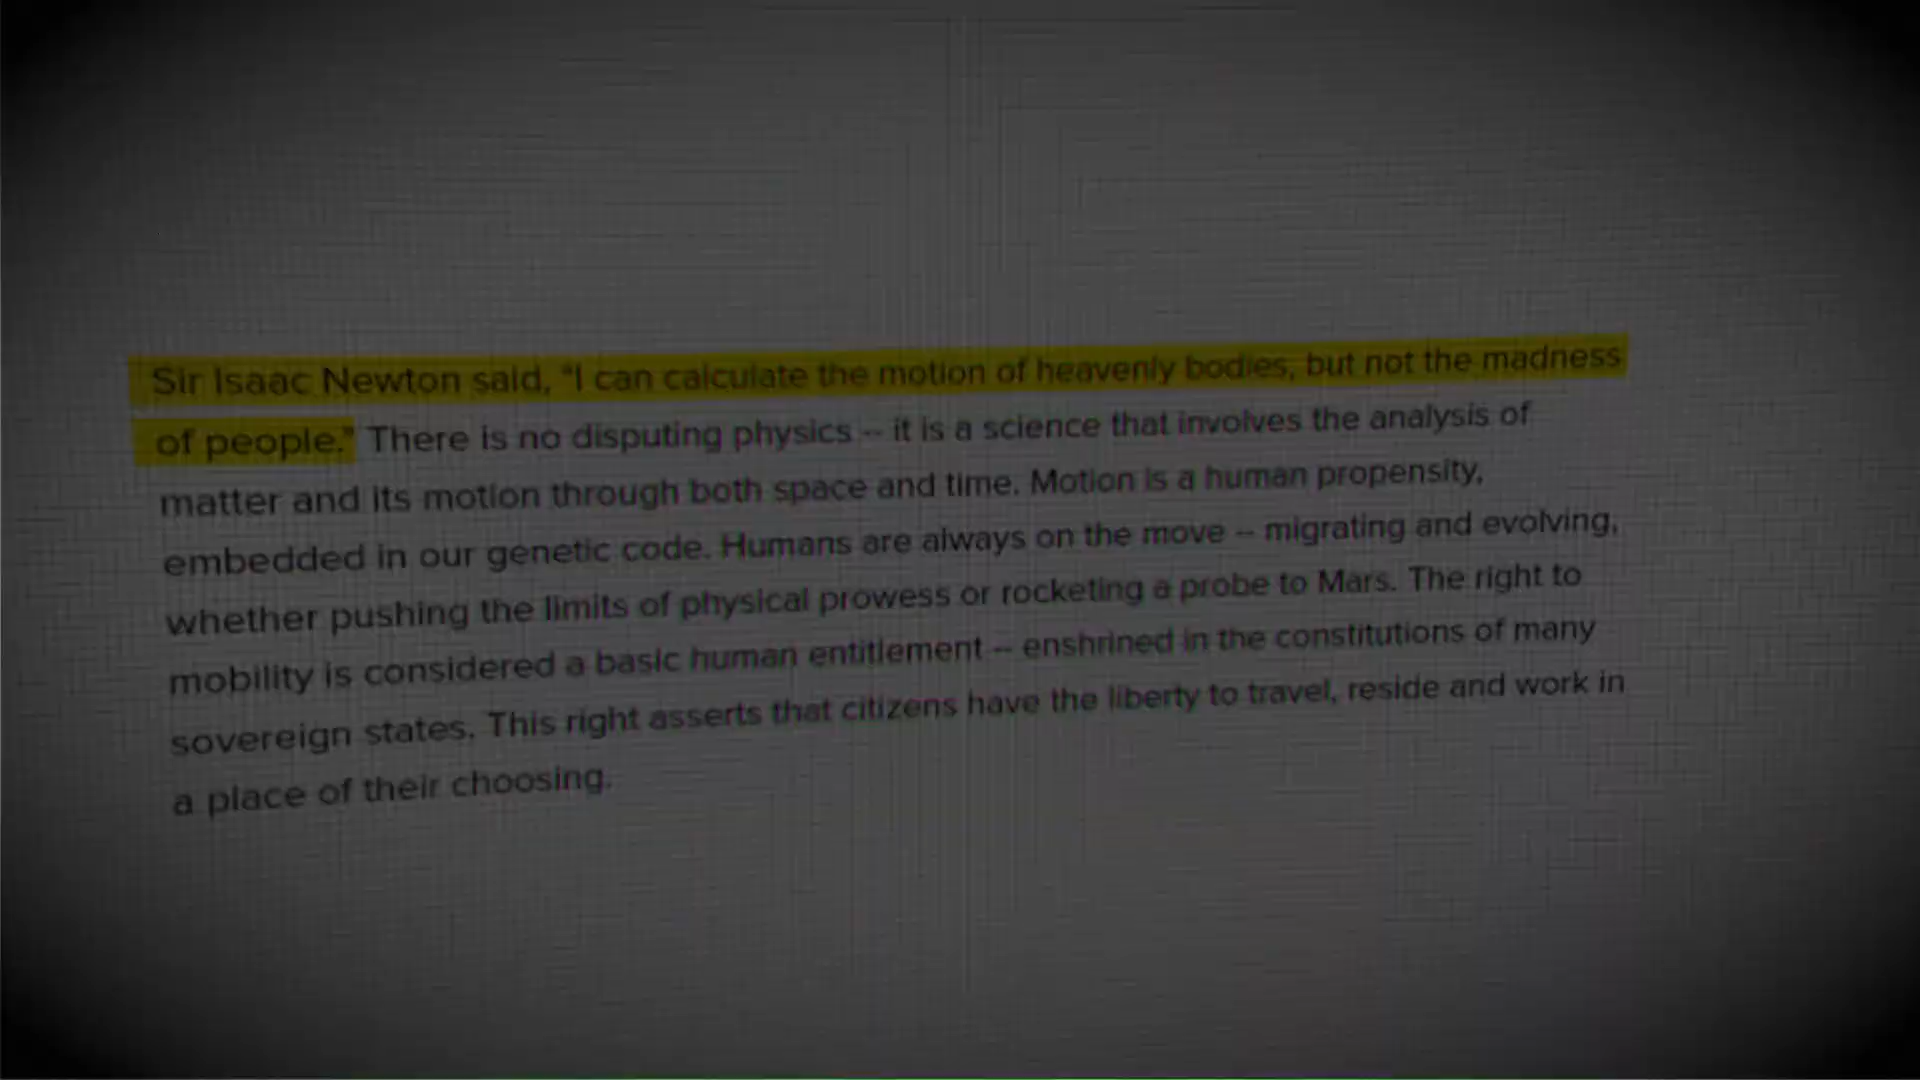 Sir Isaac Newton said, "I can calculate the motion of heavenly bodies, but not the madness
of people." There is no disputing physics – it is a science that involves the analysis of
matter and its motion through both space and time. Motion is a human propensity,
embedded in our genetic code. Humans are always on the move – migrating and evolving,
whether pushing the limits of physical prowess or rocketing a probe to Mars. The right to
mobility is considered a basic human entitlement – enshrined in the constitutions of many
sovereign states. This right asserts that citizens have the liberty to travel, reside and work in
a place of their choosing.